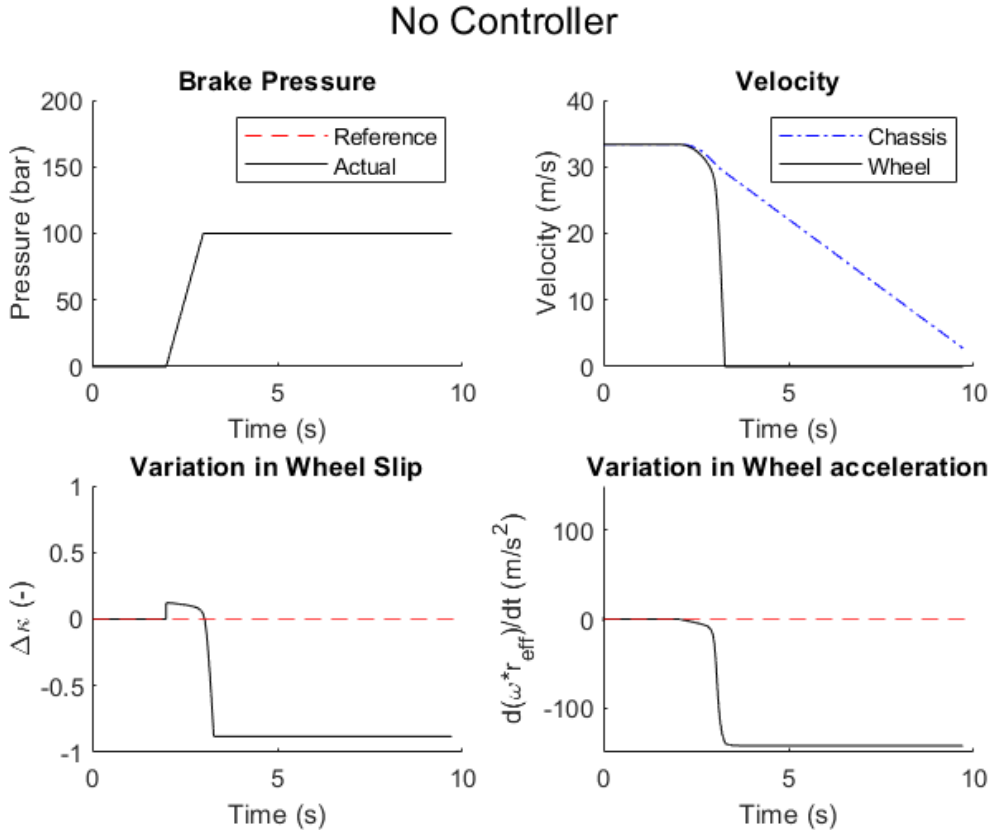 No Controller
Brake Pressure
200
150
100
50
0
Pressure (bar)
Reference
Actual
0
5
10
Time (s)
Velocity
40
30
20
10
0
Velocity (m/s)
Chassis
Wheel
0
5
10
Time (s)
Variation in Wheel Slip
1
0.5
0
-0.5
-1
Δκ (-)
0
5
10
Time (s)
Variation in Wheel acceleration
100
0
-100
d(ω*r_eff)/dt (m/s²)
0
5
10
Time (s)